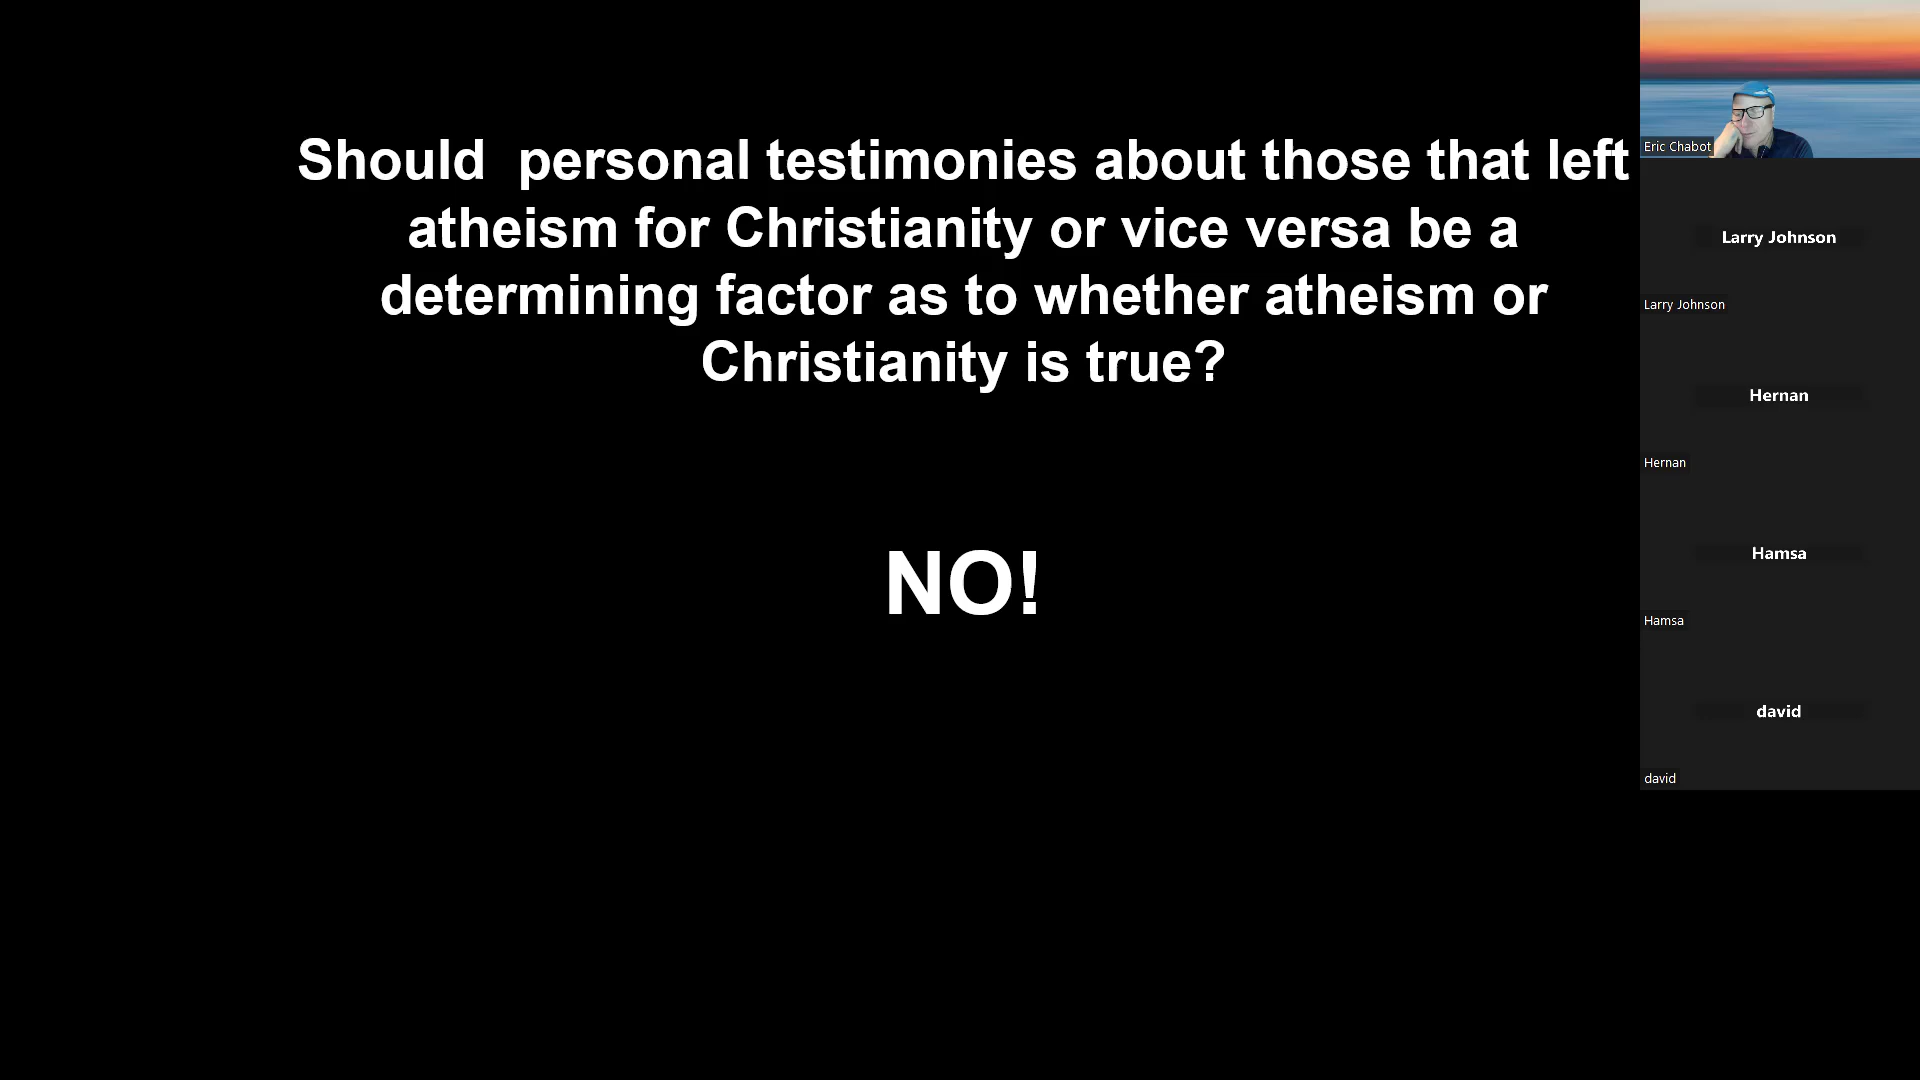 Should  personal testimonies about those that left
atheism for Christianity or vice versa be a
determining factor as to whether atheism or
Christianity is true?
NO!
Eric Chabot
Larry Johnson
Larry Johnson
Hernan
Hernan
Hamsa
Hamsa
david
david